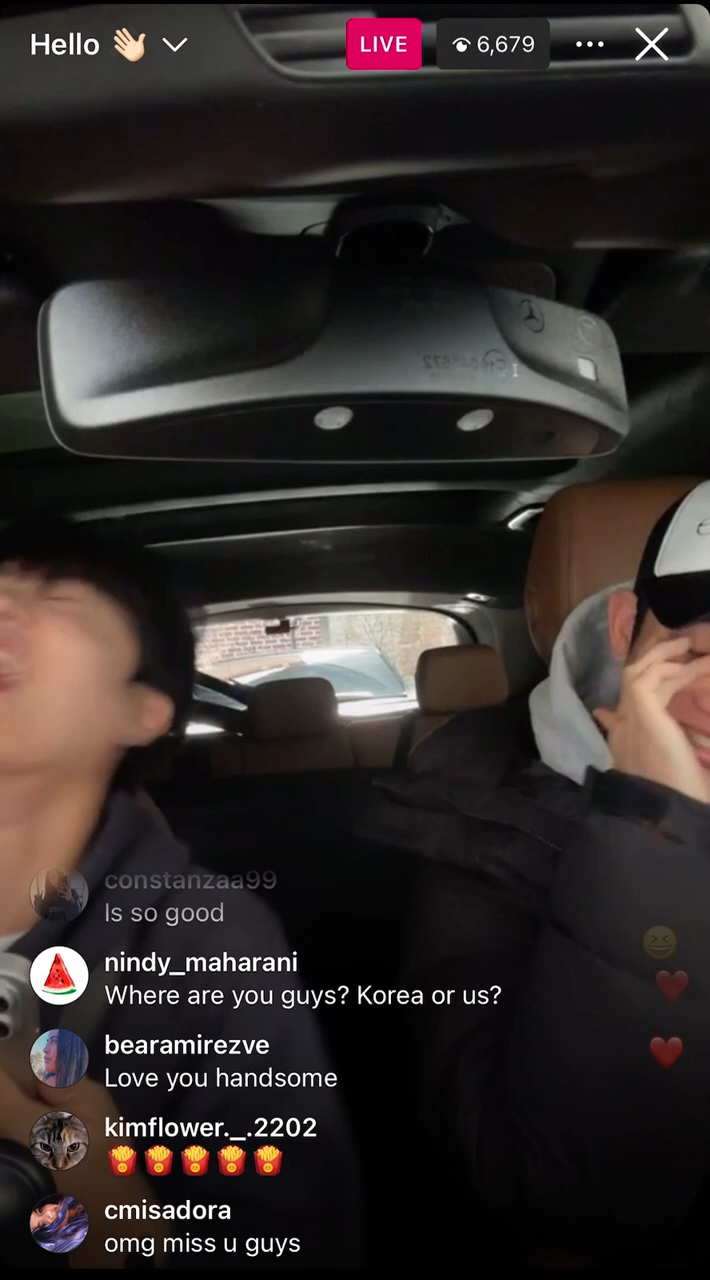 Hello 👋🏻
LIVE
6,679
constanzaa99
Is so good
nindy_maharani
Where are you guys? Korea or us?
bearamirezve
Love you handsome
kimflower._.2202
🍟🍟🍟🍟🍟
cmisadora
omg miss u guys